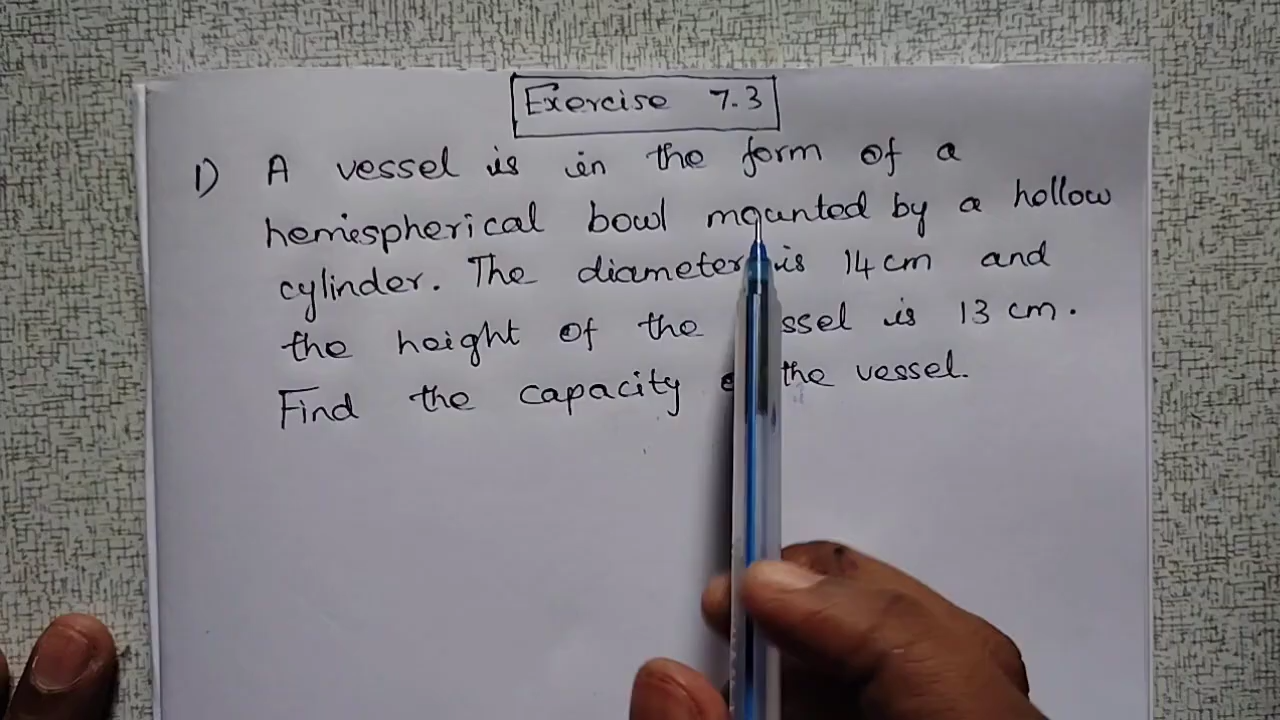 Exercise 7.3
1) A vessel is in the form of a
hemispherical bowl mounted by a hollow
cylinder. The diameter is 14 cm and
the height of the ssel is 13 cm.
Find the capacity the vessel.